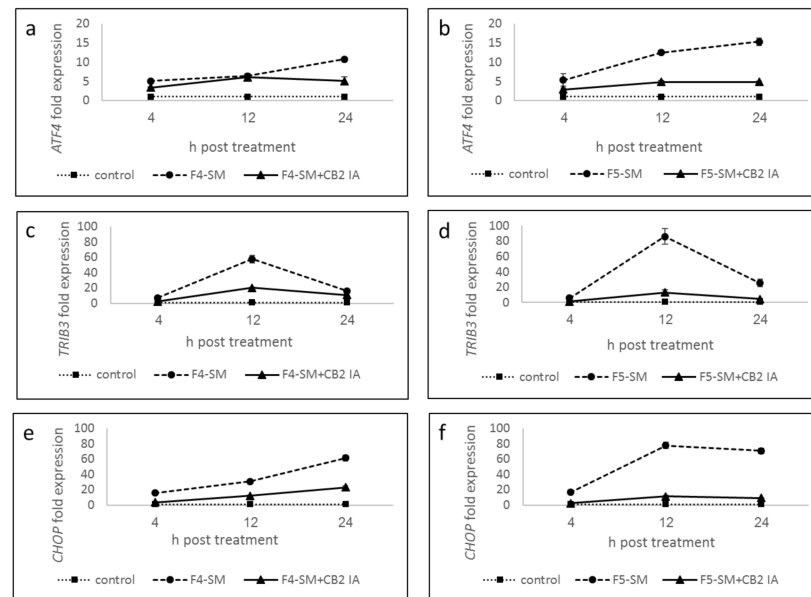 a
ATF4 fold expression
20
15
10
5
0
4 12 24
h post treatment
control F4-SM F4-SM+CB2 IA
b
ATF4 fold expression
20
15
10
5
0
4 12 24
h post treatment
control F5-SM F5-SM+CB2 IA
c
TRIB3 fold expression
100
80
60
40
20
0
4 12 24
h post treatment
control F4-SM F4-SM+CB2 IA
d
TRIB3 fold expression
100
80
60
40
20
0
4 12 24
h post treatment
control F5-SM F5-SM+CB2 IA
e
CHOP fold expression
100
80
60
40
20
0
4 12 24
h post treatment
control F4-SM F4-SM+CB2 IA
f
CHOP fold expression
100
80
60
40
20
0
4 12 24
h post treatment
control F5-SM F5-SM+CB2 IA